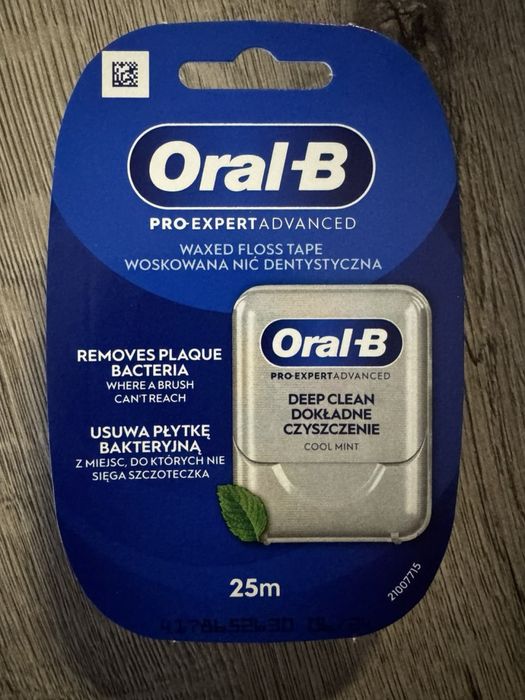 Oral-B
PRO-EXPERTADVANCED
WAXED FLOSS TAPE
WOSKOWANA NIĆ DENTYSTYCZNA
Oral-B
PRO-EXPERTADVANCED
DEEP CLEAN
DOKŁADNE
CZYSZCZENIE
COOL MINT
REMOVES PLAQUE
BACTERIA
WHERE A BRUSH
CAN'T REACH
USUWA PŁYTKĘ
BAKTERYJNĄ
Z MIEJSC, DO KTÓRYCH NIE
SIĘGA SZCZOTECZKA
25m
21007715